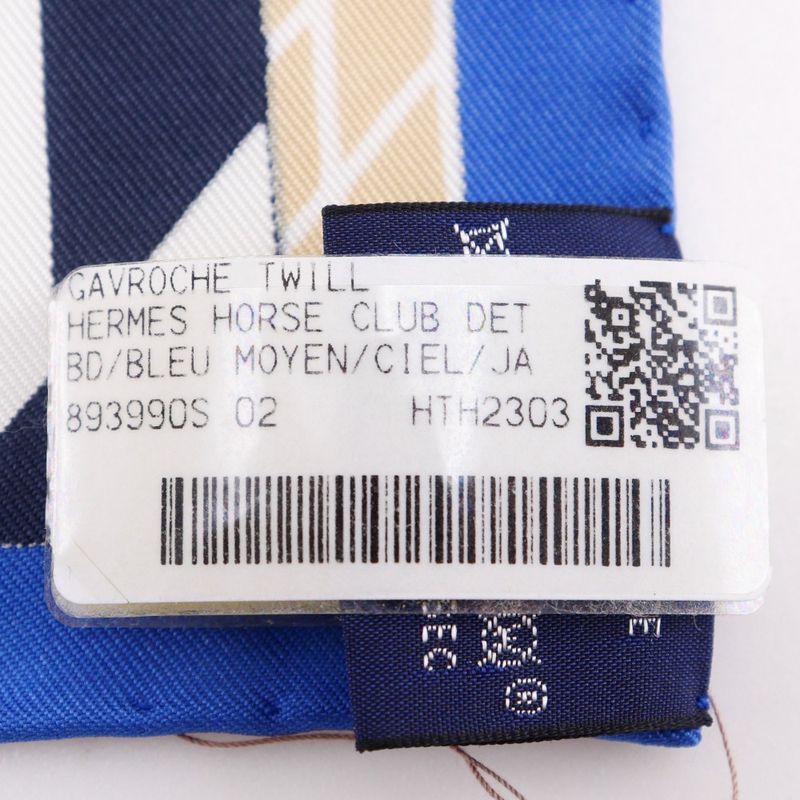 GAVROCHE TWILL
HERMES HORSE CLUB DET
BD/BLEU MOYEN/CIEL/JA
893990S 02 HTH2303